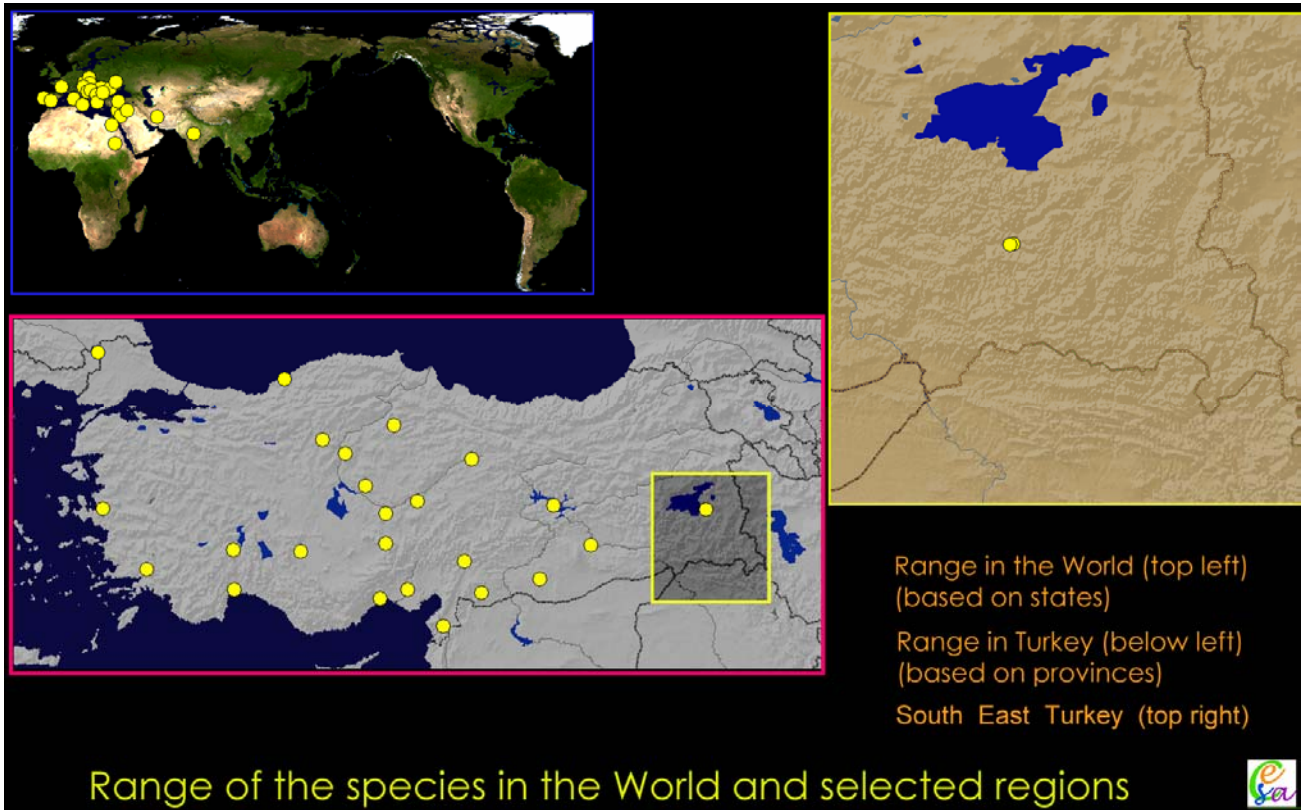 Range in the World (top left)
(based on states)
Range in Turkey (below left)
(based on provinces)
South East Turkey (top right)
Range of the species in the World and selected regions
esa